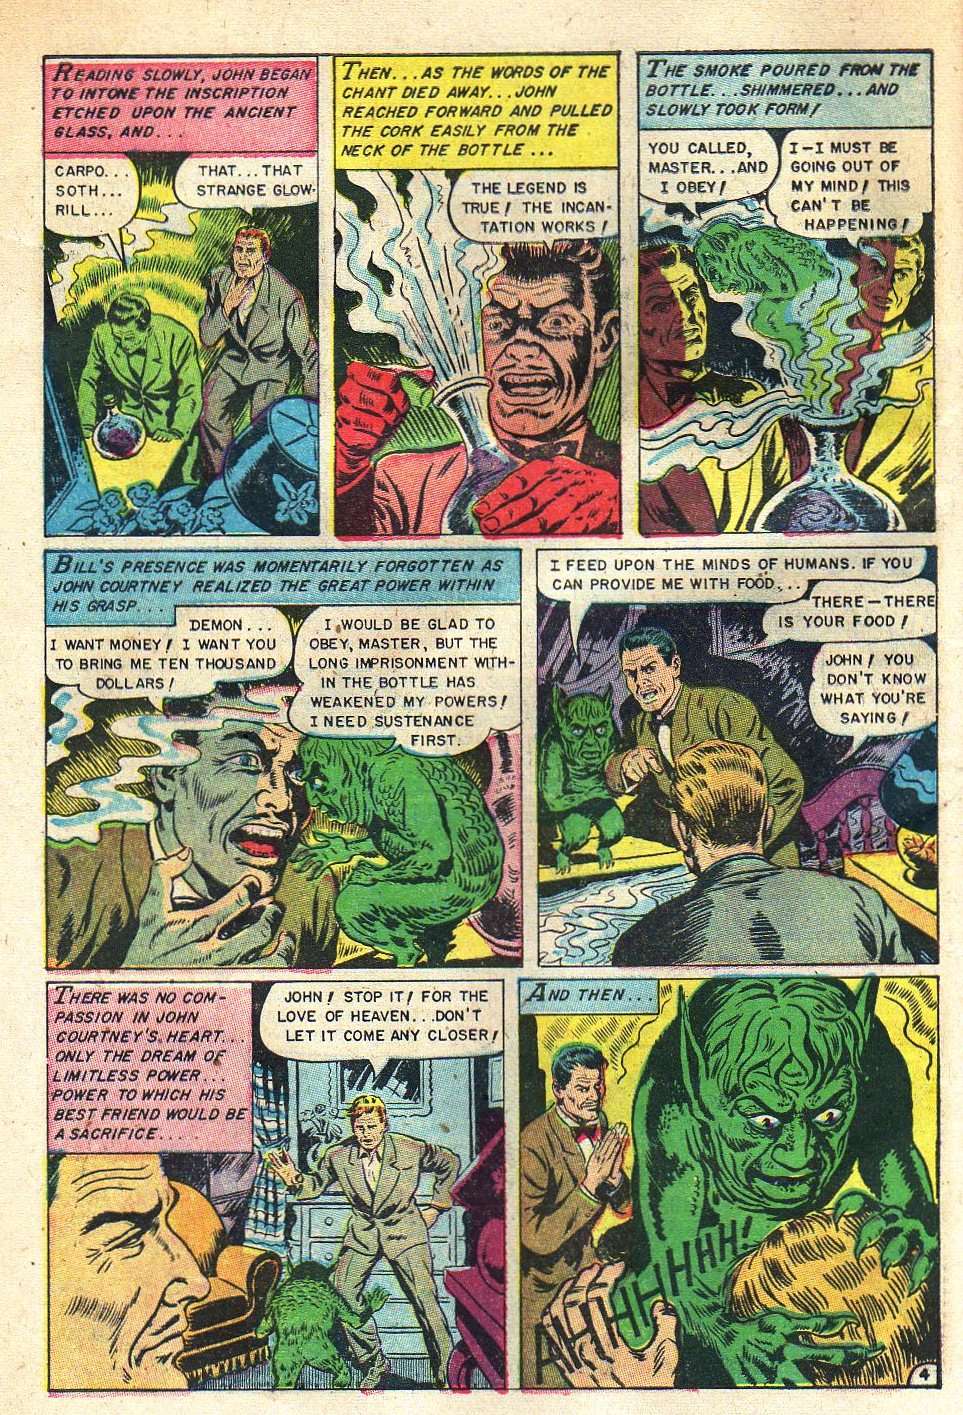 READING SLOWLY, JOHN BEGAN
TO INTONE THE INSCRIPTION
ETCHED UPON THE ANCIENT
GLASS, AND...
CARPO...
SOTH...
RILL...
THAT...THAT
STRANGE GLOW-
THEN...AS THE WORDS OF THE
CHANT DIED AWAY...JOHN
REACHED FORWARD AND PULLED
THE CORK EASILY FROM THE
NECK OF THE BOTTLE...
THE LEGEND IS
TRUE! THE INCAN-
TATION WORKS!
THE SMOKE POURED FROM THE
BOTTLE...SHIMMERED...AND
SLOWLY TOOK FORM!
YOU CALLED,
MASTER...AND
I OBEY!
I-I MUST BE
GOING OUT OF
MY MIND! THIS
CAN'T BE
HAPPENING!
BILL'S PRESENCE WAS MOMENTARILY FORGOTTEN AS
JOHN COURTNEY REALIZED THE GREAT POWER WITHIN
HIS GRASP...
DEMON...
I WANT MONEY! I WANT YOU
TO BRING ME TEN THOUSAND
DOLLARS!
I WOULD BE GLAD TO
OBEY, MASTER, BUT THE
LONG IMPRISONMENT WITH-
IN THE BOTTLE HAS
WEAKENED MY POWERS!
I NEED SUSTENANCE
FIRST.
I FEED UPON THE MINDS OF HUMANS. IF YOU
CAN PROVIDE ME WITH FOOD....
THERE-THERE
IS YOUR FOOD!
JOHN! YOU
DON'T KNOW
WHAT YOU'RE
SAYING!
THERE WAS NO COM-
PASSION IN JOHN
COURTNEY'S HEART...
ONLY THE DREAM OF
LIMITLESS POWER...
POWER TO WHICH HIS
BEST FRIEND WOULD BE
A SACRIFICE.....
JOHN! STOP IT! FOR THE
LOVE OF HEAVEN...DON'T
LET IT COME ANY CLOSER!
AND THEN...
AIHHHHHHH!
4